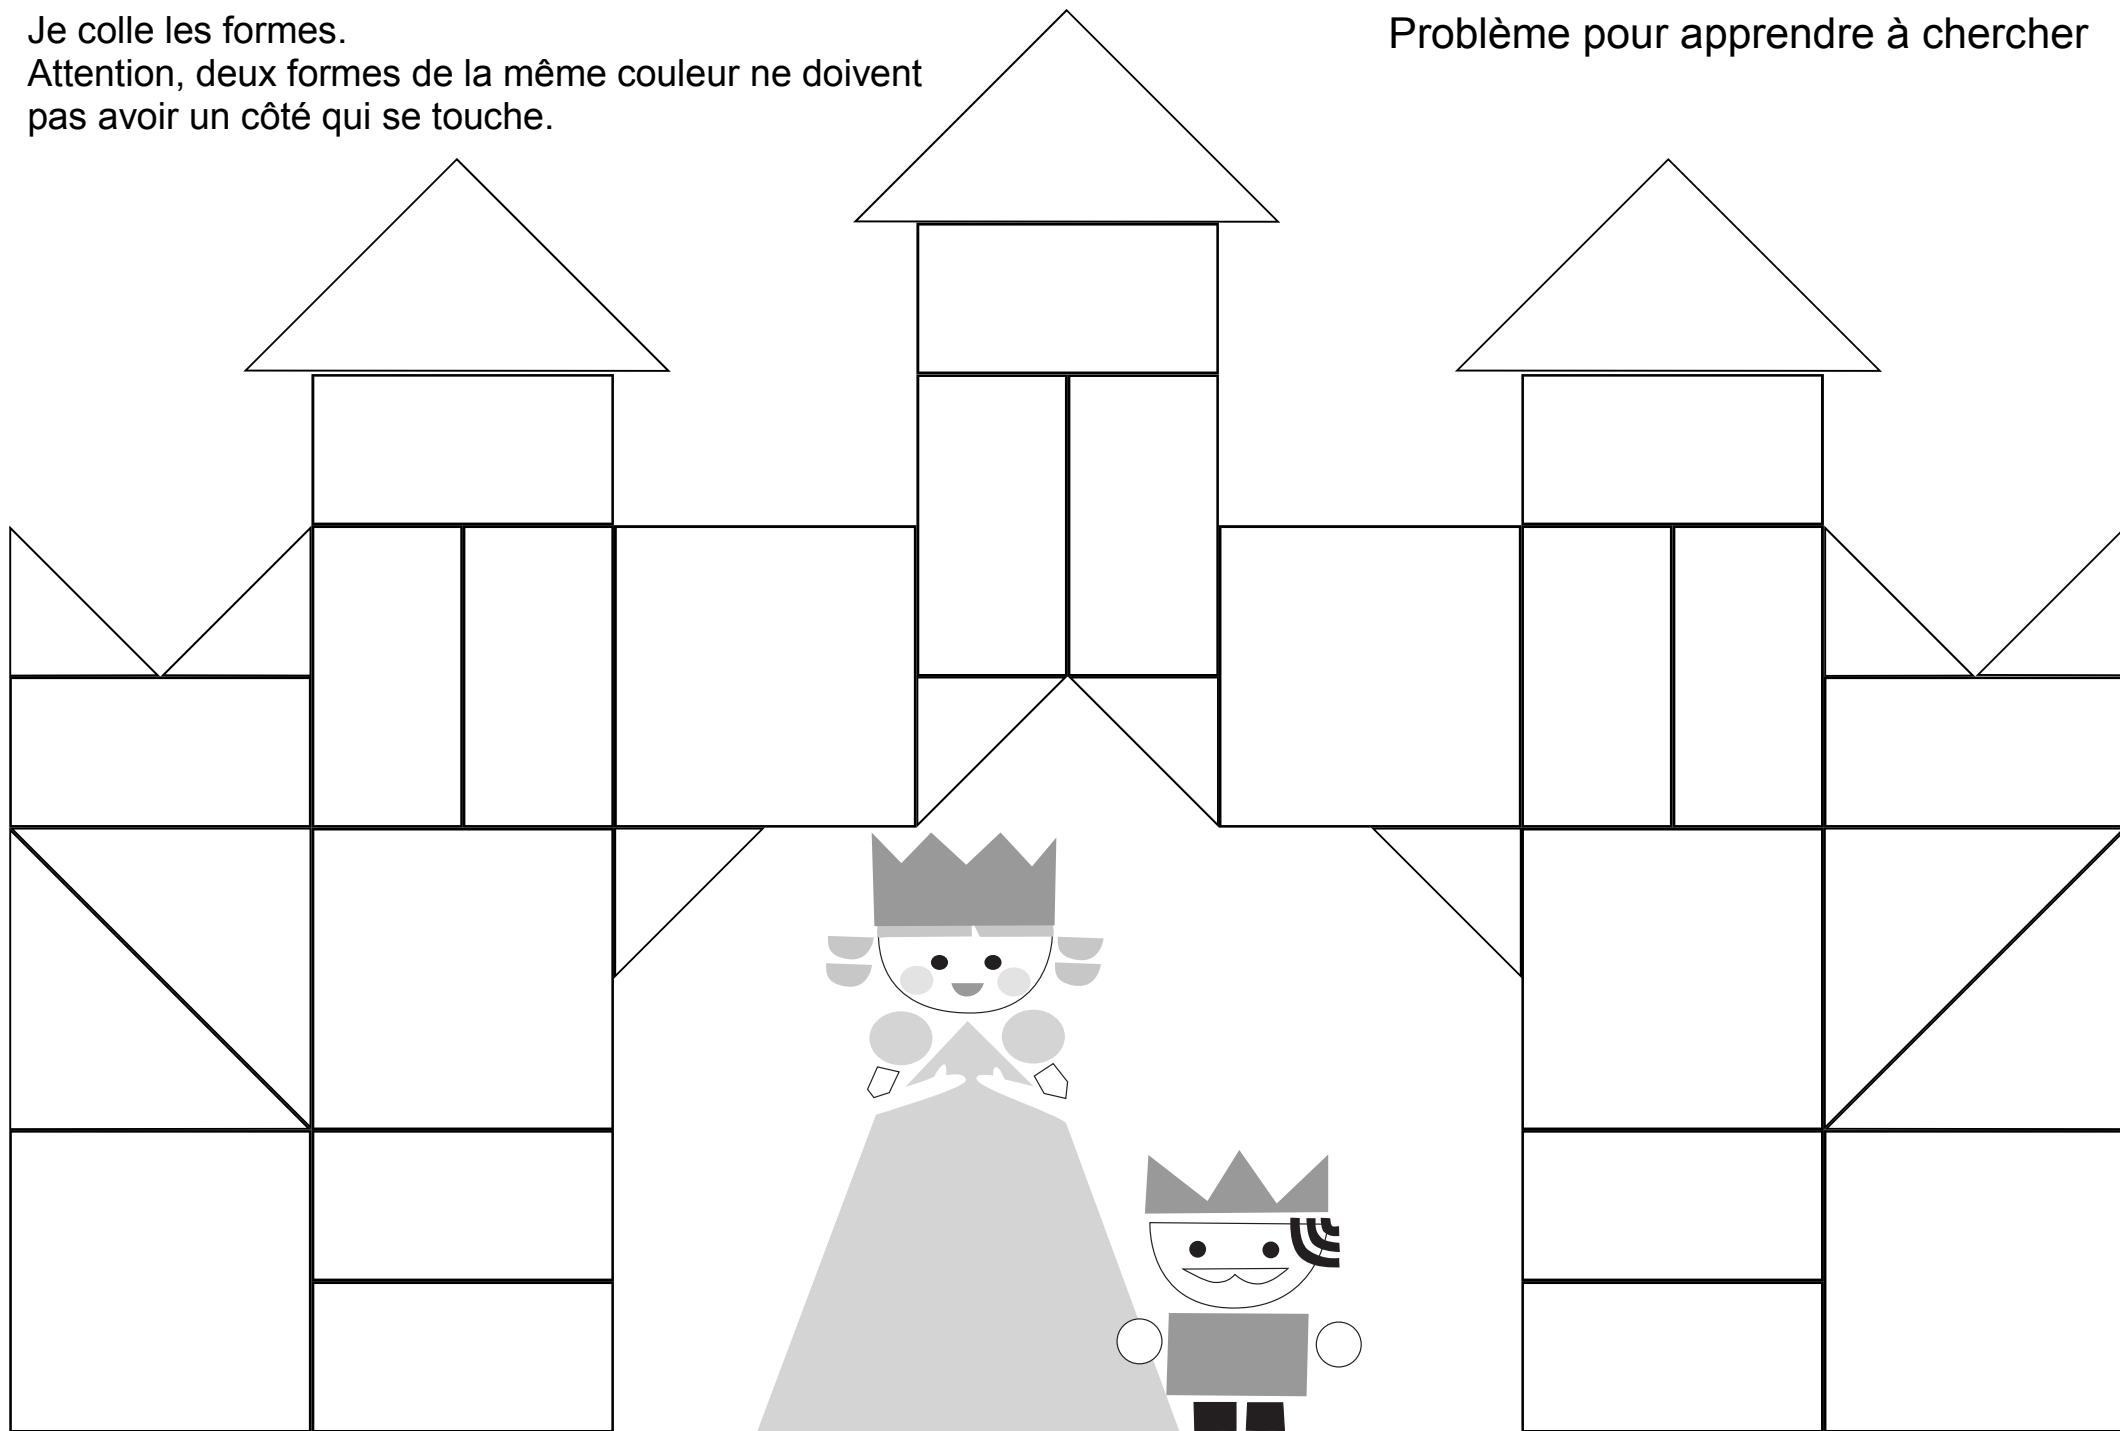 Je colle les formes.
Attention, deux formes de la même couleur ne doivent
pas avoir un côté qui se touche.
Problème pour apprendre à chercher